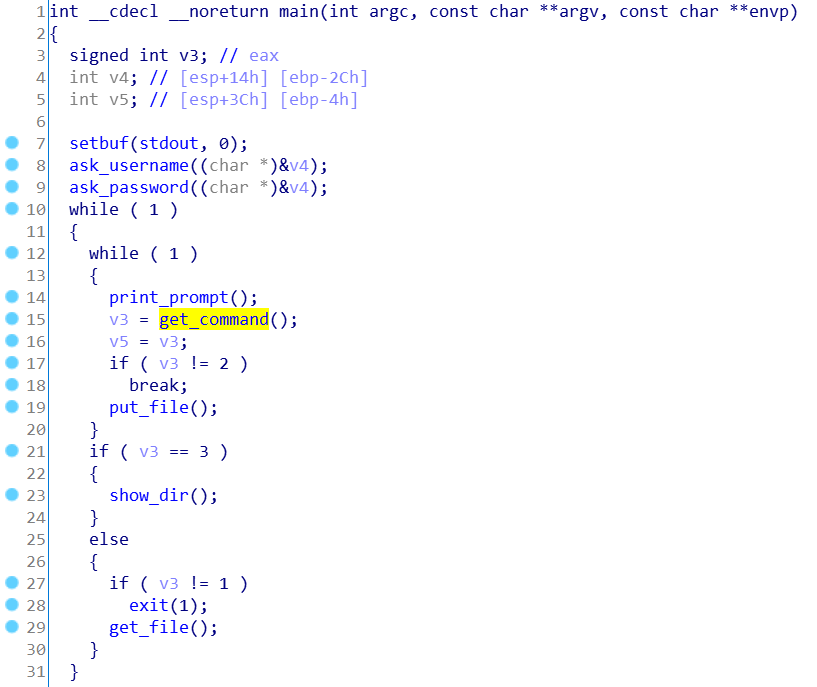 1 int __cdecl __noreturn main(int argc, const char **argv, const char **envp)
2 {
3   signed int v3; // eax
4   int v4; // [esp+14h] [ebp-2Ch]
5   int v5; // [esp+3Ch] [ebp-4h]
6
7   setbuf(stdout, 0);
8   ask_username((char *)&v4);
9   ask_password((char *)&v4);
10   while ( 1 )
11   {
12     while ( 1 )
13     {
14       print_prompt();
15       v3 = get_command();
16       v5 = v3;
17       if ( v3 != 2 )
18         break;
19       put_file();
20     }
21     if ( v3 == 3 )
22     {
23       show_dir();
24     }
25     else
26     {
27       if ( v3 != 1 )
28         exit(1);
29       get_file();
30     }
31   }